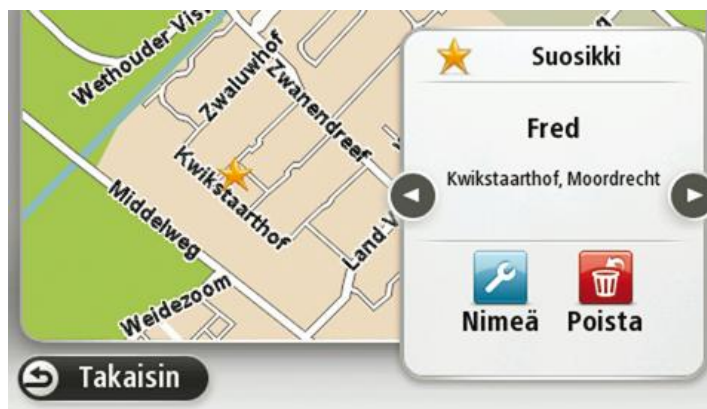 Wethouder Vis
Zwaluwhof
Zwanendreef
Kwikstaarthof
Middelweg
Land V
Weidezoom
Suosikki
Fred
Kwikstaarthof, Moordrecht
Nimeä
Poista
Takaisin